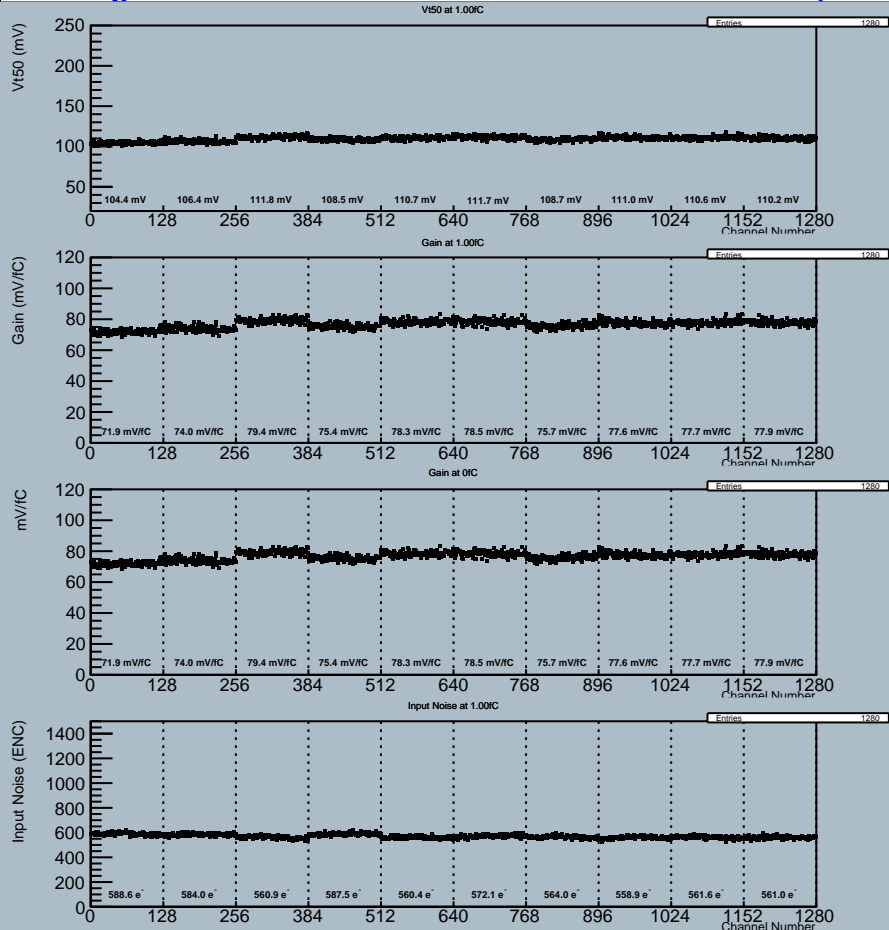 Vt50 at 1.00fC
Entries 1280
Vt50 (mV)
250
200
150
100
50
104.4 mV 106.4 mV 111.8 mV 108.5 mV 110.7 mV 111.7 mV 108.7 mV 111.0 mV 110.6 mV 110.2 mV
0 128 256 384 512 640 768 896 1024 1152 1280
Channel Number
Gain at 1.00fC
Entries 1280
Gain (mV/fC)
120
100
80
60
40
20
0
71.9 mV/fC 74.0 mV/fC 79.4 mV/fC 75.4 mV/fC 78.3 mV/fC 78.5 mV/fC 75.7 mV/fC 77.6 mV/fC 77.7 mV/fC 77.9 mV/fC
0 128 256 384 512 640 768 896 1024 1152 1280
Channel Number
Gain at 0fC
Entries 1280
mV/fC
120
100
80
60
40
20
0
71.9 mV/fC 74.0 mV/fC 79.4 mV/fC 75.4 mV/fC 78.3 mV/fC 78.5 mV/fC 75.7 mV/fC 77.6 mV/fC 77.7 mV/fC 77.9 mV/fC
0 128 256 384 512 640 768 896 1024 1152 1280
Channel Number
Input Noise at 1.00fC
Entries 1280
Input Noise (ENC)
1400
1200
1000
800
600
400
200
0
588.6 e⁻ 584.0 e⁻ 560.9 e⁻ 587.5 e⁻ 560.4 e⁻ 572.1 e⁻ 564.0 e⁻ 558.9 e⁻ 561.6 e⁻ 561.0 e⁻
0 128 256 384 512 640 768 896 1024 1152 1280
Channel Number